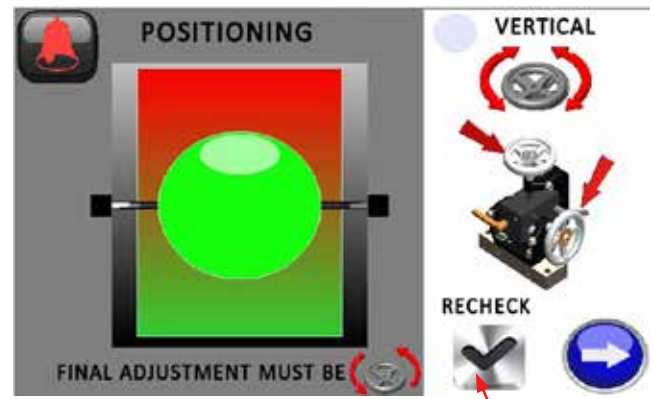 POSITIONING
VERTICAL
RECHECK
FINAL ADJUSTMENT MUST BE